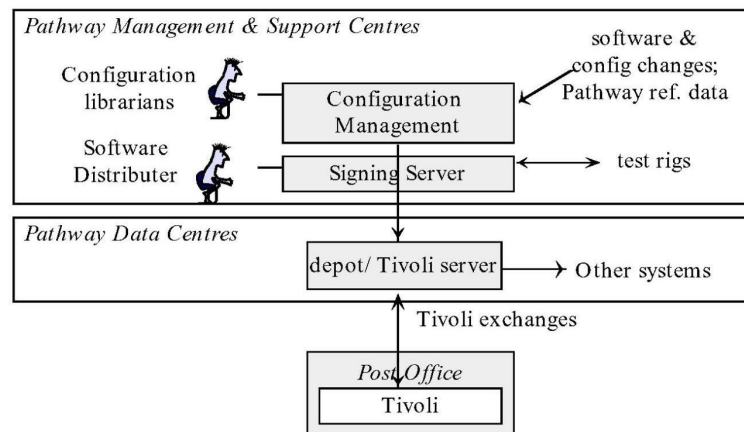 Pathway Management & Support Centres
Configuration
librarians
Configuration
Management
software &
config changes;
Pathway ref. data
Software
Distributer
Signing Server
test rigs
Pathway Data Centres
depot/ Tivoli server
Other systems
Tivoli exchanges
Post Office
Tivoli